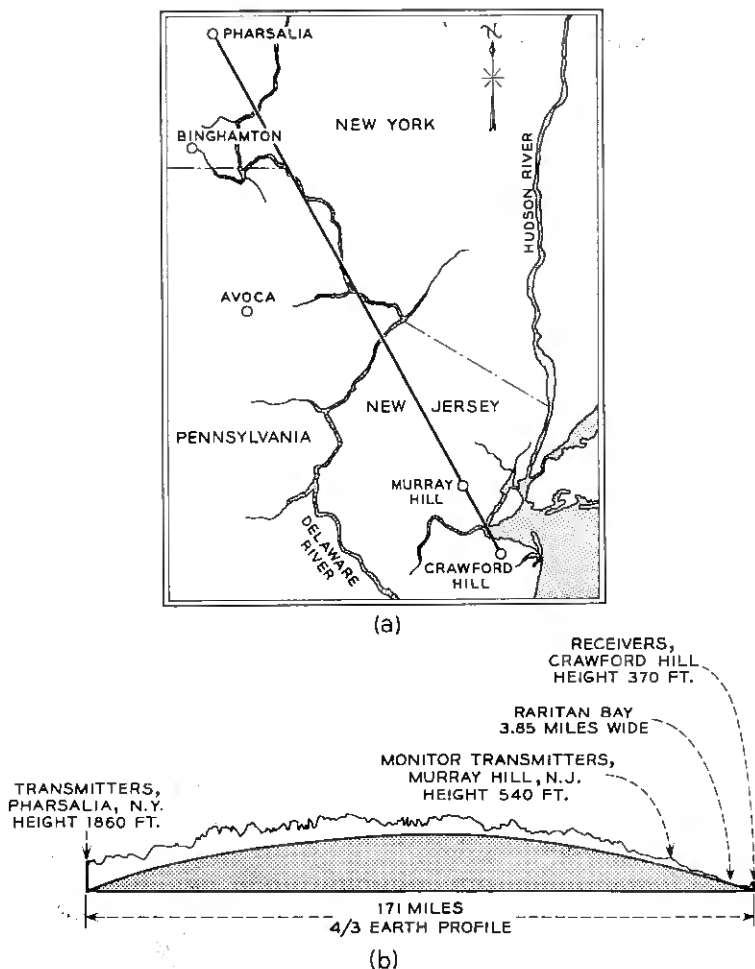 PHARSALIA
N
BINGHAMTON
NEW YORK
HUDSON RIVER
AVOCA
NEW JERSEY
PENNSYLVANIA
MURRAY
HILL
DELAWARE
RIVER
CRAWFORD
HILL
(a)
RECEIVERS,
CRAWFORD HILL
HEIGHT 370 FT.
RARITAN BAY
3.85 MILES WIDE
MONITOR TRANSMITTERS,
MURRAY HILL, N.J.
HEIGHT 540 FT.
TRANSMITTERS,
PHARSALIA, N.Y.
HEIGHT 1860 FT.
171 MILES
4/3 EARTH PROFILE
(b)